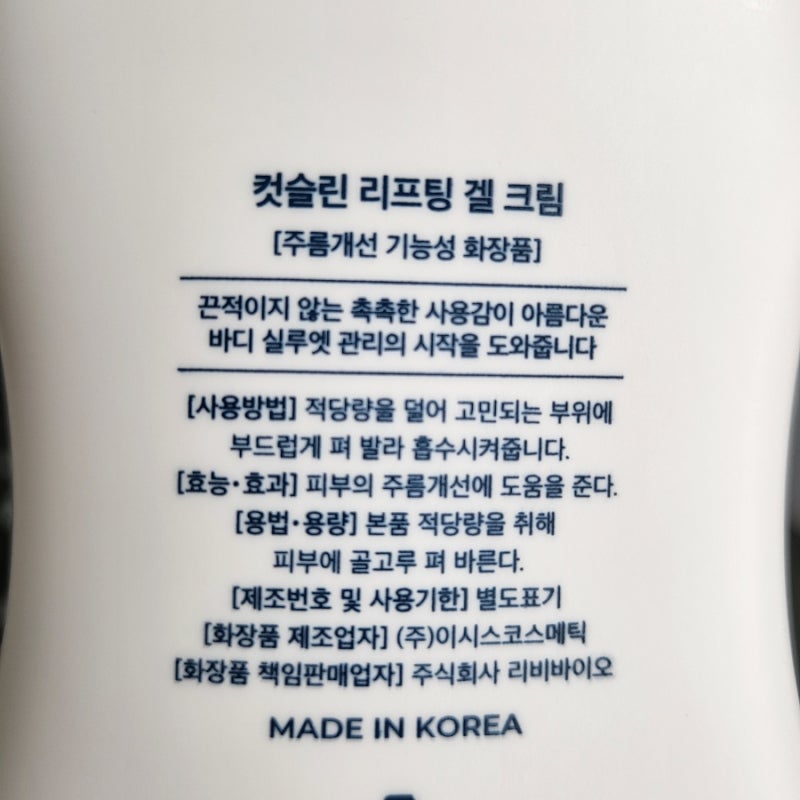 컷슬린 리프팅 겔 크림
[주름개선 기능성 화장품]
끈적이지 않는 촉촉한 사용감이 아름다운
바디 실루엣 관리의 시작을 도와줍니다
[사용방법] 적당량을 덜어 고민되는 부위에
부드럽게 펴 발라 흡수시켜줍니다.
[효능·효과] 피부의 주름개선에 도움을 준다.
[용법·용량] 본품 적당량을 취해
피부에 골고루 펴 바른다.
[제조번호 및 사용기한] 별도표기
[화장품 제조업자] (주)이시스코스메틱
[화장품 책임판매업자] 주식회사 리비바이오
MADE IN KOREA